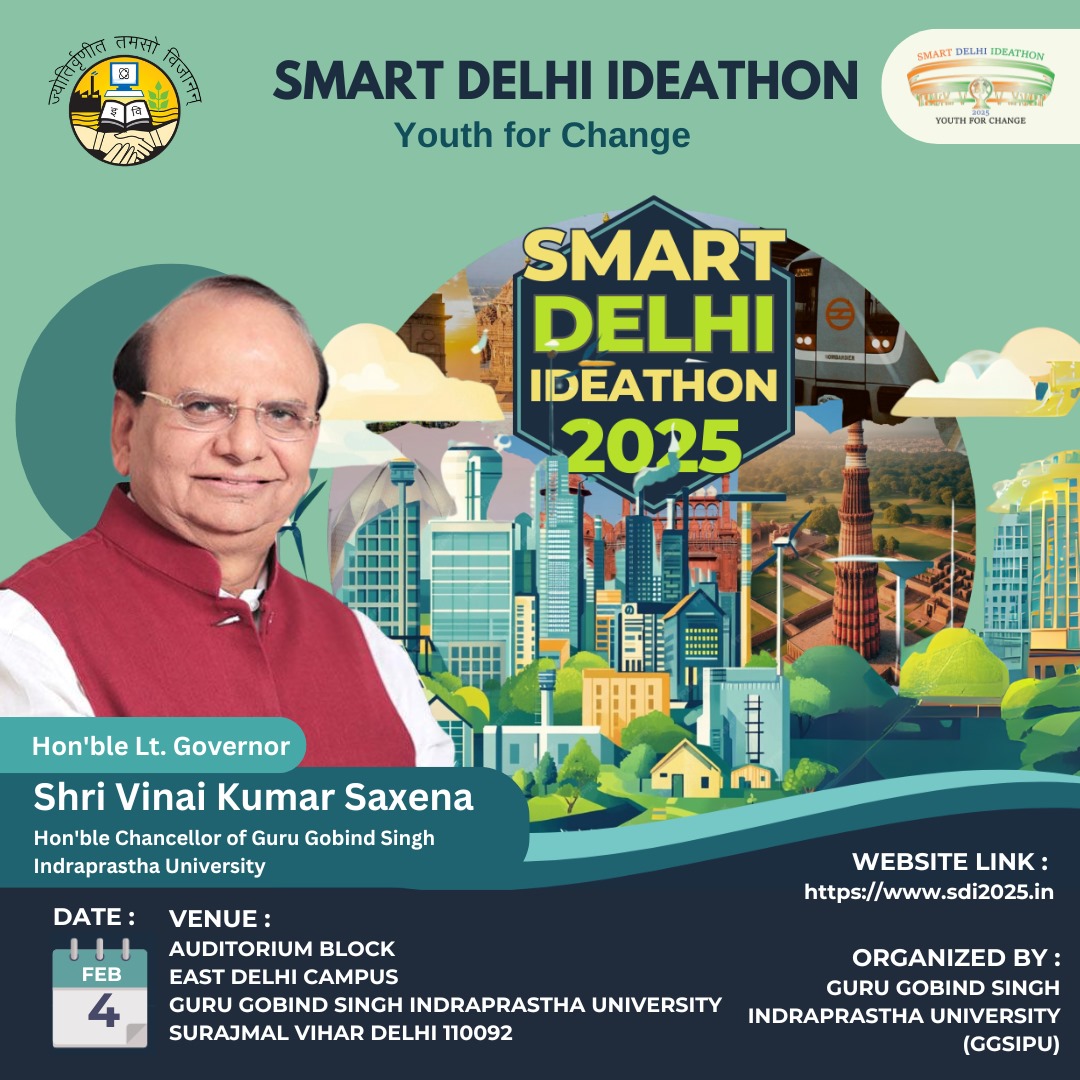 ज्योतिर्वृणीत तमसो विजानन्
इ वि
SMART DELHI IDEATHON
Youth for Change
SMART DELHI IDEATHON
2025
YOUTH FOR CHANGE
SMART
DELHI
IDEATHON
2025
BOMBARDIER
Hon'ble Lt. Governor
Shri Vinai Kumar Saxena
Hon'ble Chancellor of Guru Gobind Singh
Indraprastha University
WEBSITE LINK :
https://www.sdi2025.in
DATE :
FEB
4
VENUE :
AUDITORIUM BLOCK
EAST DELHI CAMPUS
GURU GOBIND SINGH INDRAPRASTHA UNIVERSITY
SURAJMAL VIHAR DELHI 110092
ORGANIZED BY :
GURU GOBIND SINGH
INDRAPRASTHA UNIVERSITY
(GGSIPU)